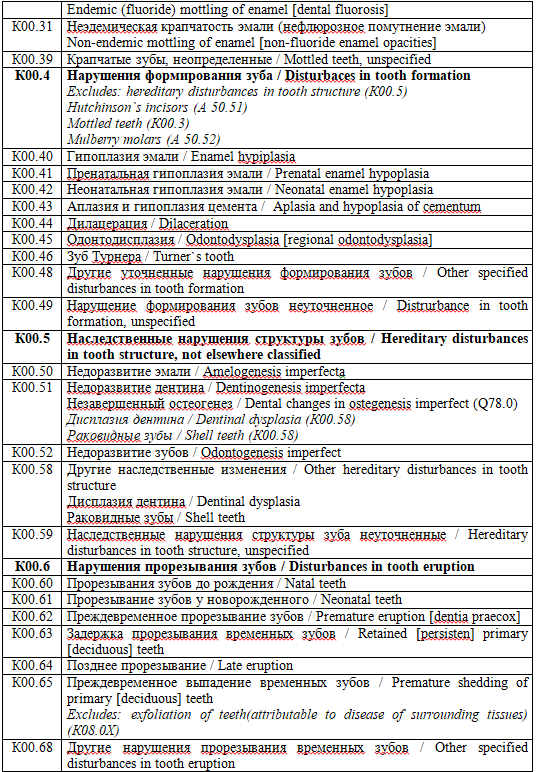 Endemic (fluoride) mottling of enamel [dental fluorosis]
K00.31 Неэдемическая крапчатость эмали (нефлюрозное помутнение эмали)
Non-endemic mottling of enamel [non-fluoride enamel opacities]
K00.39 Крапчатые зубы, неопределенные / Mottled teeth, unspecified
K00.4 Нарушения формирования зуба / Disturbaces in tooth formation
Excludes: hereditary disturbances in tooth structure (K00.5)
Hutchinson`s incisors (A 50.51)
Mottled teeth (K00.3)
Mulberry molars (A 50.52)
K00.40 Гипоплазия эмали / Enamel hypiplasia
K00.41 Пренатальная гипоплазия эмали / Prenatal enamel hypoplasia
K00.42 Неонатальная гипоплазия эмали / Neonatal enamel hypoplasia
K00.43 Аплазия и гипоплазия цемента / Aplasia and hypoplasia of cementum
K00.44 Дилацерация / Dilaceration
K00.45 Одонтодисплазия / Odontodysplasia [regional odontodysplasia]
K00.46 Зуб Турнера / Turner`s tooth
K00.48 Другие уточненные нарушения формирования зубов / Other specified
disturbances in tooth formation
K00.49 Нарушение формирования зубов неуточненное / Distrurbance in tooth
formation, unspecified
K00.5 Наследственные нарушения структуры зубов / Hereditary disturbances
in tooth structure, not elsewhere classified
K00.50 Недоразвитие эмали / Amelogenesis imperfecta
K00.51 Недоразвитие дентина / Dentinogenesis imperfecta
Незавершенный остеогенез / Dental changes in ostegenesis imperfect (Q78.0)
Дисплазия дентина / Dentinal dysplasia (K00.58)
Раковидные зубы / Shell teeth (K00.58)
K00.52 Недоразвитие зубов / Odontogenesis imperfect
K00.58 Другие наследственные изменения / Other hereditary disturbances in tooth
structure
Дисплазия дентина / Dentinal dysplasia
Раковидные зубы / Shell teeth
K00.59 Наследственные нарушения структуры зуба неуточненные / Hereditary
disturbances in tooth structure, unspecified
K00.6 Нарушения прорезывания зубов / Disturbances in tooth eruption
K00.60 Прорезывания зубов до рождения / Natal teeth
K00.61 Прорезывание зубов у новорожденного / Neonatal teeth
K00.62 Преждевременное прорезывание зубов / Premature eruption [dentia praecox]
K00.63 Задержка прорезывания временных зубов / Retained [persisten] primary
[deciduous] teeth
K00.64 Позднее прорезывание / Late eruption
K00.65 Преждевременное выпадение временных зубов / Premature shedding of
primary [deciduous] teeth
Excludes: exfoliation of teeth(attributable to disease of surrounding tissues)
(K08.0X)
K00.68 Другие нарушения прорезывания временных зубов / Other specified
disturbances in tooth eruption